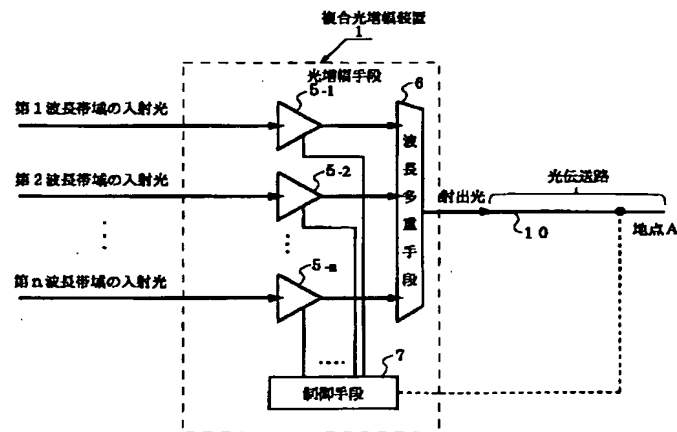 複合光増幅装置
1
光増幅手段
5-1
6
第1波長帯域の入射光
5-2
光伝送路
第2波長帯域の入射光
波長多重手段
射出光
10
地点A
5-n
第n波長帯域の入射光
7
制御手段